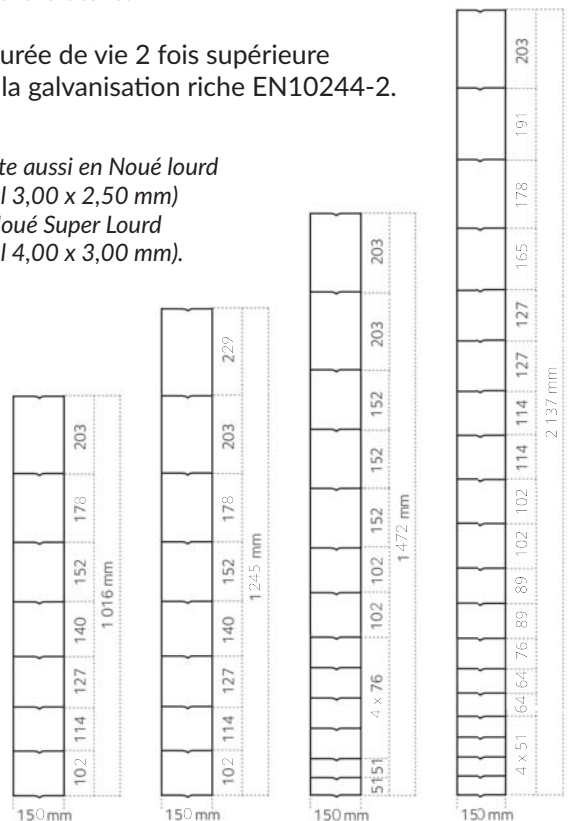 urée de vie 2 fois supérieure
la galvanisation riche EN10244-2.
te aussi en Noué lourd
l 3,00 x 2,50 mm)
oué Super Lourd
l 4,00 x 3,00 mm).
203
178
152
140
127
114
102
1 016 mm
150 mm
229
203
178
152
140
127
114
102
1 245 mm
150 mm
203
203
152
152
152
102
102
4 x 76
51
51
1 472 mm
150 mm
203
191
178
165
127
127
114
114
102
102
89
89
76
64
64
4 x 51
2 137 mm
150 mm